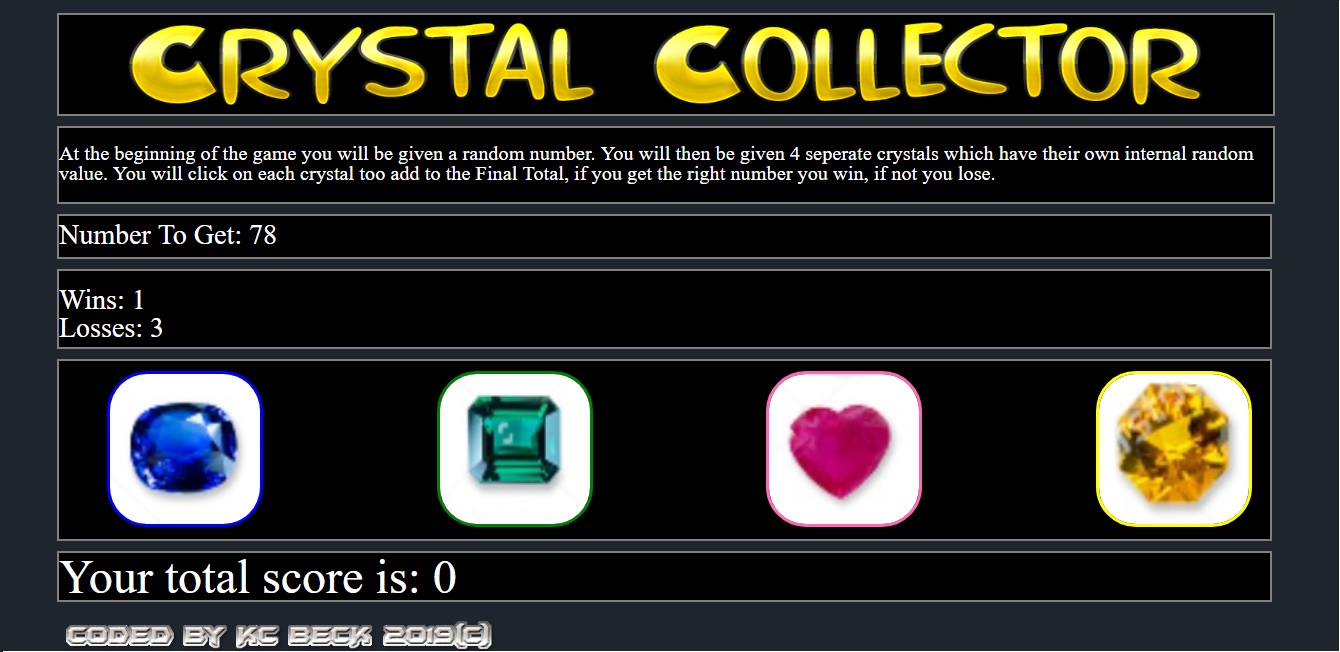 Crystal Collector
At the beginning of the game you will be given a random number. You will then be given 4 seperate crystals which have their own internal random
value. You will click on each crystal too add to the Final Total, if you get the right number you win, if not you lose.
Number To Get: 78
Wins: 1
Losses: 3
Your total score is: 0
CODED BY KC BECK 2019(C)